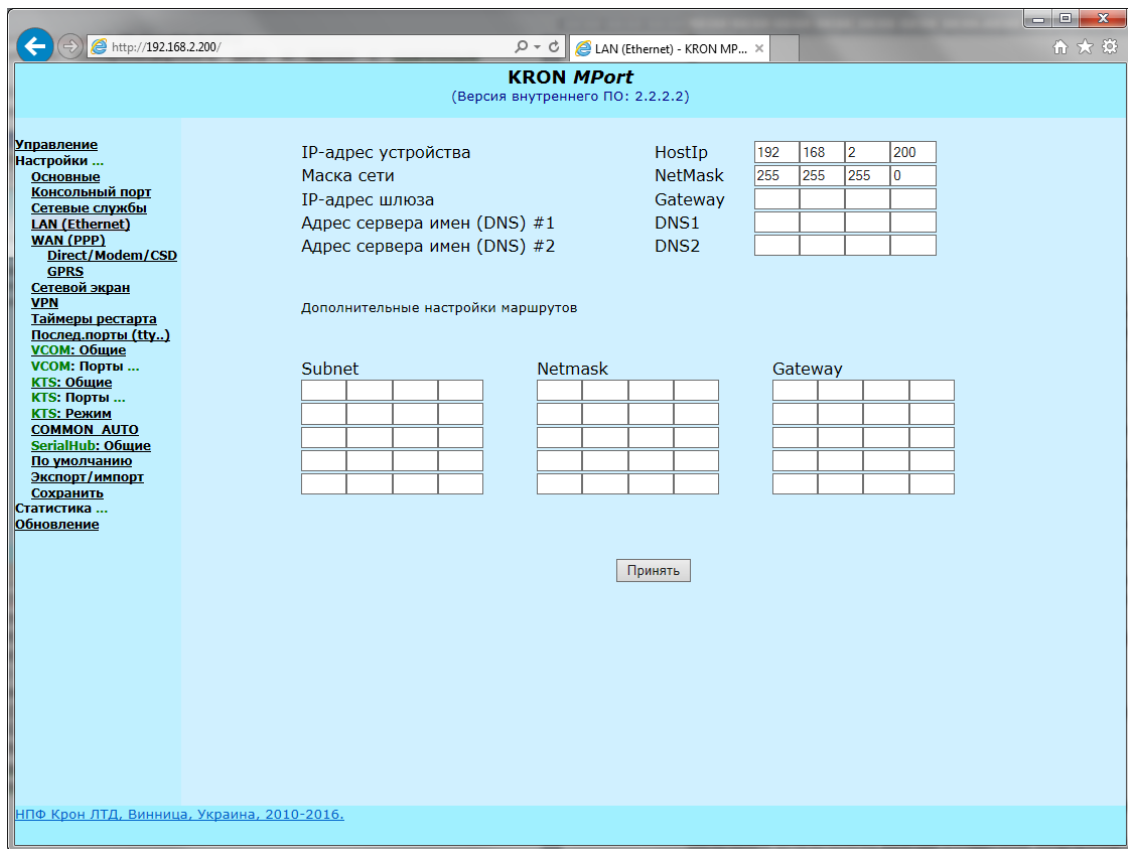 http://192.168.2.200/
LAN (Ethernet) - KRON MP...
KRON MPort
(Версия внутреннего ПО: 2.2.2.2)
Управление
Настройки ...
Основные
Консольный порт
Сетевые службы
LAN (Ethernet)
WAN (PPP)
Direct/Modem/CSD
GPRS
Сетевой экран
VPN
Таймеры рестарта
Послед.порты (tty..)
VCOM: Общие
VCOM: Порты ...
KTS: Общие
KTS: Порты ...
KTS: Режим
COMMON_AUTO
SerialHub: Общие
По умолчанию
Экспорт/импорт
Сохранить
Статистика ...
Обновление
IP-адрес устройства HostIp 192 168 2 200
Маска сети NetMask 255 255 255 0
IP-адрес шлюза Gateway
Адрес сервера имен (DNS) #1 DNS1
Адрес сервера имен (DNS) #2 DNS2
Дополнительные настройки маршрутов
Subnet Netmask Gateway
Принять
НПФ Крон ЛТД, Винница, Украина, 2010-2016.